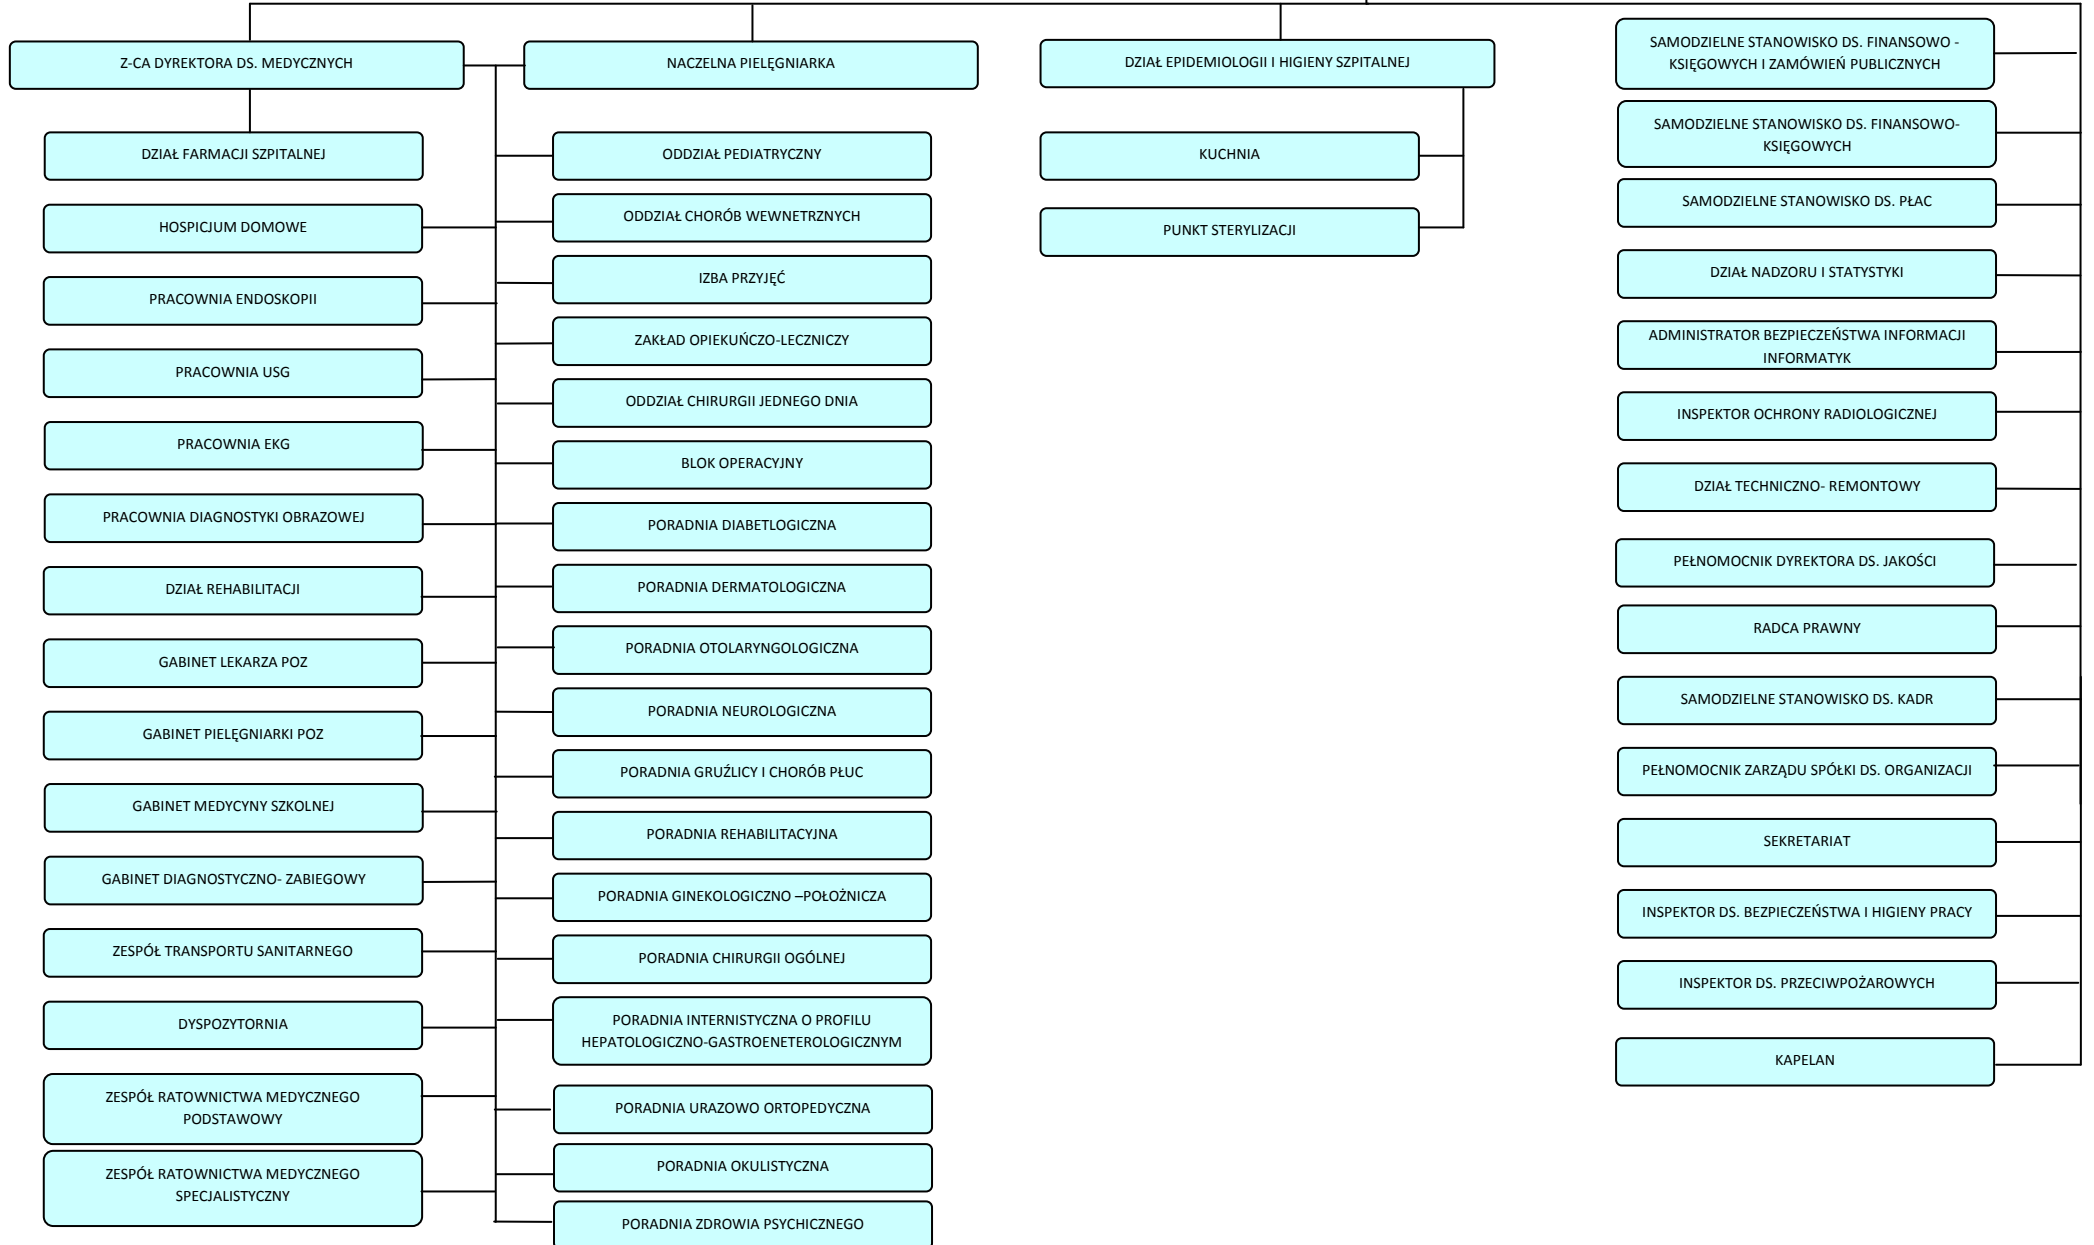 Z-CA DYREKTORA DS. MEDYCZNYCH
DZIAŁ FARMACJI SZPITALNEJ
HOSPICJUM DOMOWE
PRACOWNIA ENDOSKOPII
PRACOWNIA USG
PRACOWNIA EKG
PRACOWNIA DIAGNOSTYKI OBRAZOWEJ
DZIAŁ REHABILITACJI
GABINET LEKARZA POZ
GABINET PIELĘGNIARKI POZ
GABINET MEDYCYNY SZKOLNEJ
GABINET DIAGNOSTYCZNO- ZABIEGOWY
ZESPÓŁ TRANSPORTU SANITARNEGO
DYSPOZYTORNIA
ZESPÓŁ RATOWNICTWA MEDYCZNEGO
PODSTAWOWY
ZESPÓŁ RATOWNICTWA MEDYCZNEGO
SPECJALISTYCZNY
NACZELNA PIELĘGNIARKA
ODDZIAŁ PEDIATRYCZNY
ODDZIAŁ CHORÓB WEWNETRZNYCH
IZBA PRZYJĘĆ
ZAKŁAD OPIEKUŃCZO-LECZNICZY
ODDZIAŁ CHIRURGII JEDNEGO DNIA
BLOK OPERACYJNY
PORADNIA DIABETLOGICZNA
PORADNIA DERMATOLOGICZNA
PORADNIA OTOLARYNGOLOGICZNA
PORADNIA NEUROLOGICZNA
PORADNIA GRUŹLICY I CHORÓB PŁUC
PORADNIA REHABILITACYJNA
PORADNIA GINEKOLOGICZNO –POŁOŻNICZA
PORADNIA CHIRURGII OGÓLNEJ
PORADNIA INTERNISTYCZNA O PROFILU
HEPATOLOGICZNO-GASTROENETEROLOGICZNYM
PORADNIA URAZOWO ORTOPEDYCZNA
PORADNIA OKULISTYCZNA
PORADNIA ZDROWIA PSYCHICZNEGO
DZIAŁ EPIDEMIOLOGII I HIGIENY SZPITALNEJ
KUCHNIA
PUNKT STERYLIZACJI
SAMODZIELNE STANOWISKO DS. FINANSOWO -
KSIĘGOWYCH I ZAMÓWIEŃ PUBLICZNYCH
SAMODZIELNE STANOWISKO DS. FINANSOWO-
KSIĘGOWYCH
SAMODZIELNE STANOWISKO DS. PŁAC
DZIAŁ NADZORU I STATYSTYKI
ADMINISTRATOR BEZPIECZEŃSTWA INFORMACJI
INFORMATYK
INSPEKTOR OCHRONY RADIOLOGICZNEJ
DZIAŁ TECHNICZNO- REMONTOWY
PEŁNOMOCNIK DYREKTORA DS. JAKOŚCI
RADCA PRAWNY
SAMODZIELNE STANOWISKO DS. KADR
PEŁNOMOCNIK ZARZĄDU SPÓŁKI DS. ORGANIZACJI
SEKRETARIAT
INSPEKTOR DS. BEZPIECZEŃSTWA I HIGIENY PRACY
INSPEKTOR DS. PRZECIWPOŻAROWYCH
KAPELAN